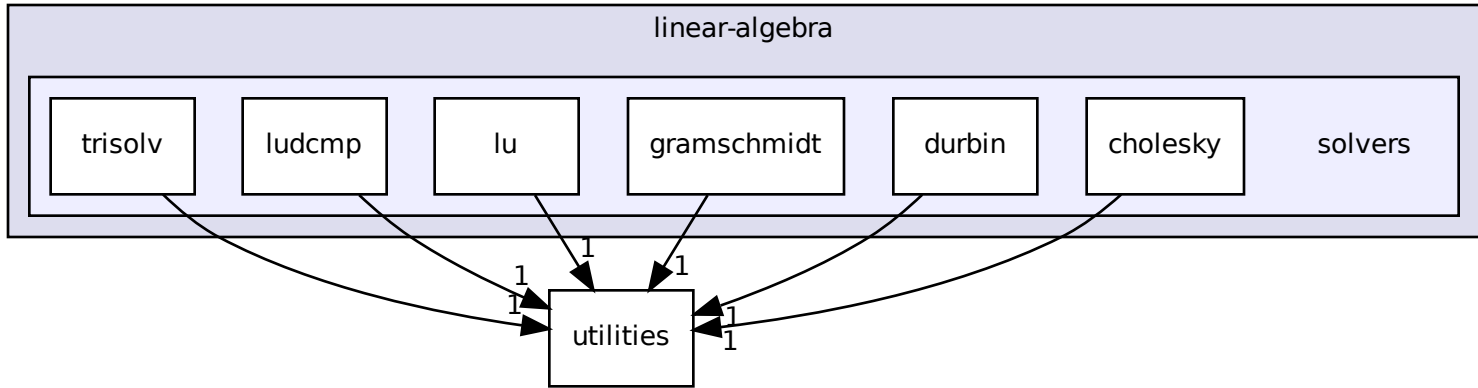 linear-algebra
trisolv
ludcmp
lu
gramschmidt
durbin
cholesky
solvers
1
1
1
1
1
1
utilities